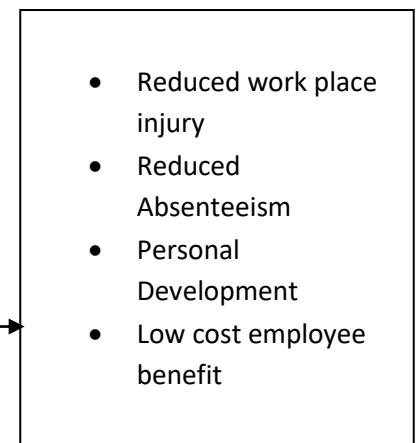 • Reduced work place
injury
• Reduced
Absenteeism
• Personal
Development
• Low cost employee
benefit